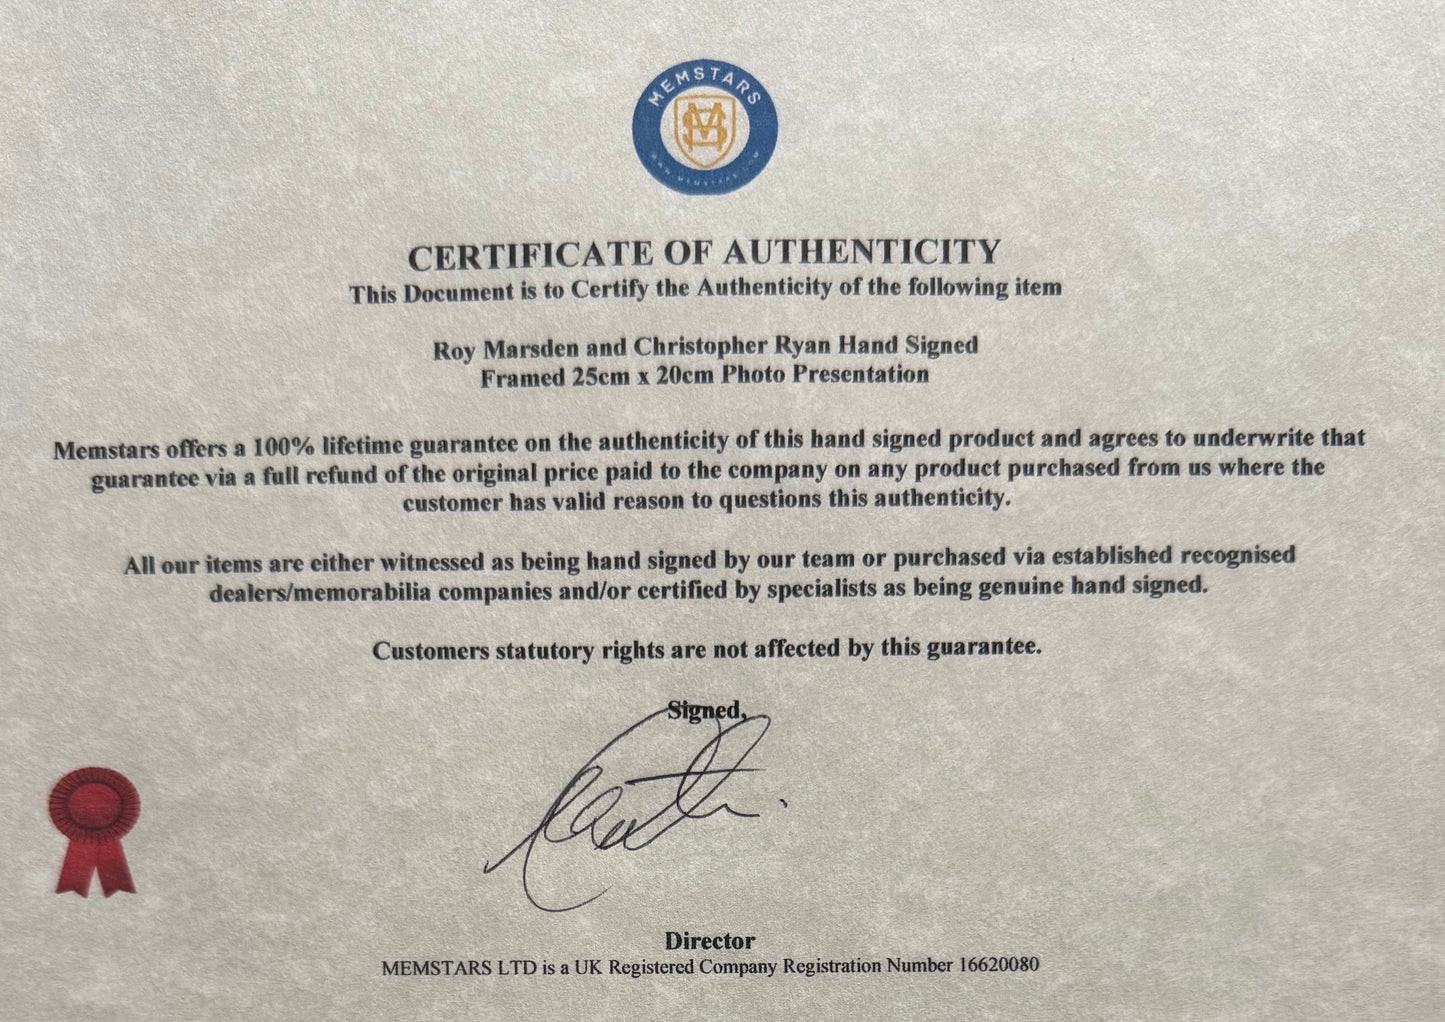 MEMSTARS
MS
CERTIFICATE OF AUTHENTICITY
This Document is to Certify the Authenticity of the following item
Roy Marsden and Christopher Ryan Hand Signed
Framed 25cm x 20cm Photo Presentation
Memstars offers a 100% lifetime guarantee on the authenticity of this hand signed product and agrees to underwrite that
guarantee via a full refund of the original price paid to the company on any product purchased from us where the
customer has valid reason to questions this authenticity.
All our items are either witnessed as being hand signed by our team or purchased via established recognised
dealers/memorabilia companies and/or certified by specialists as being genuine hand signed.
Customers statutory rights are not affected by this guarantee.
Signed,
Director
MEMSTARS LTD is a UK Registered Company Registration Number 16620080